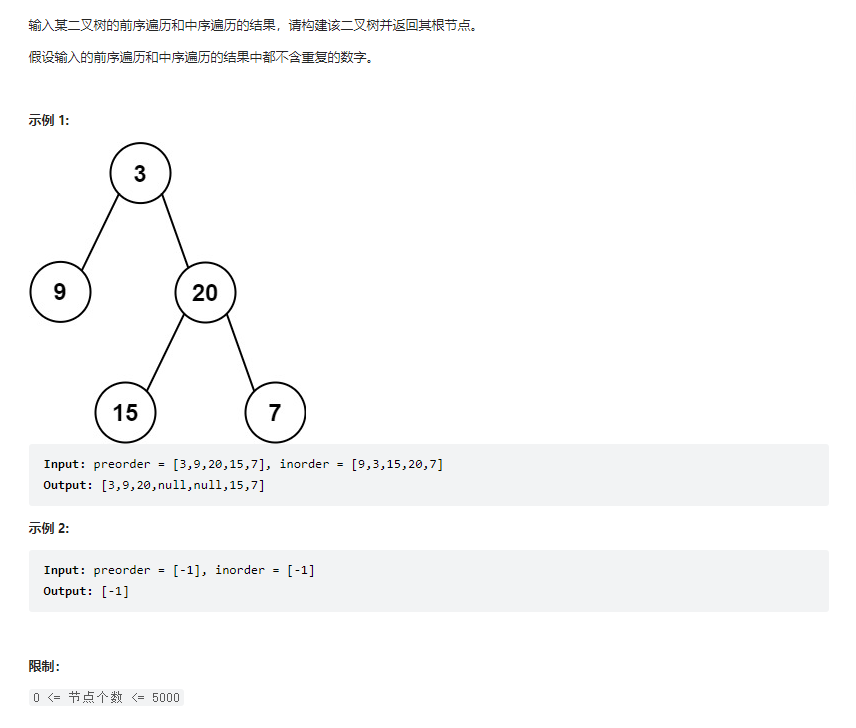 输入某二叉树的前序遍历和中序遍历的结果，请构建该二叉树并返回其根节点。
假设输入的前序遍历和中序遍历的结果中都不含重复的数字。
示例 1:
3
9 20
15 7
Input: preorder = [3,9,20,15,7], inorder = [9,3,15,20,7]
Output: [3,9,20,null,null,15,7]
示例 2:
Input: preorder = [-1], inorder = [-1]
Output: [-1]
限制：
0 <= 节点个数 <= 5000